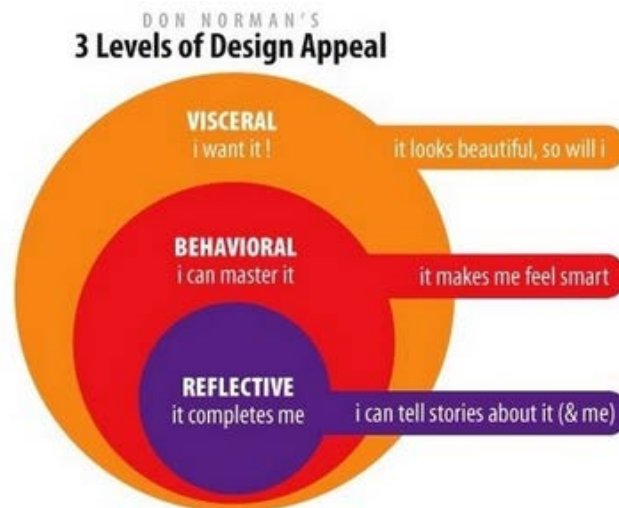 DON NORMAN'S
3 Levels of Design Appeal
VISCERAL
i want it !
it looks beautiful, so will i
BEHAVIORAL
i can master it
it makes me feel smart
REFLECTIVE
it completes me
i can tell stories about it (& me)